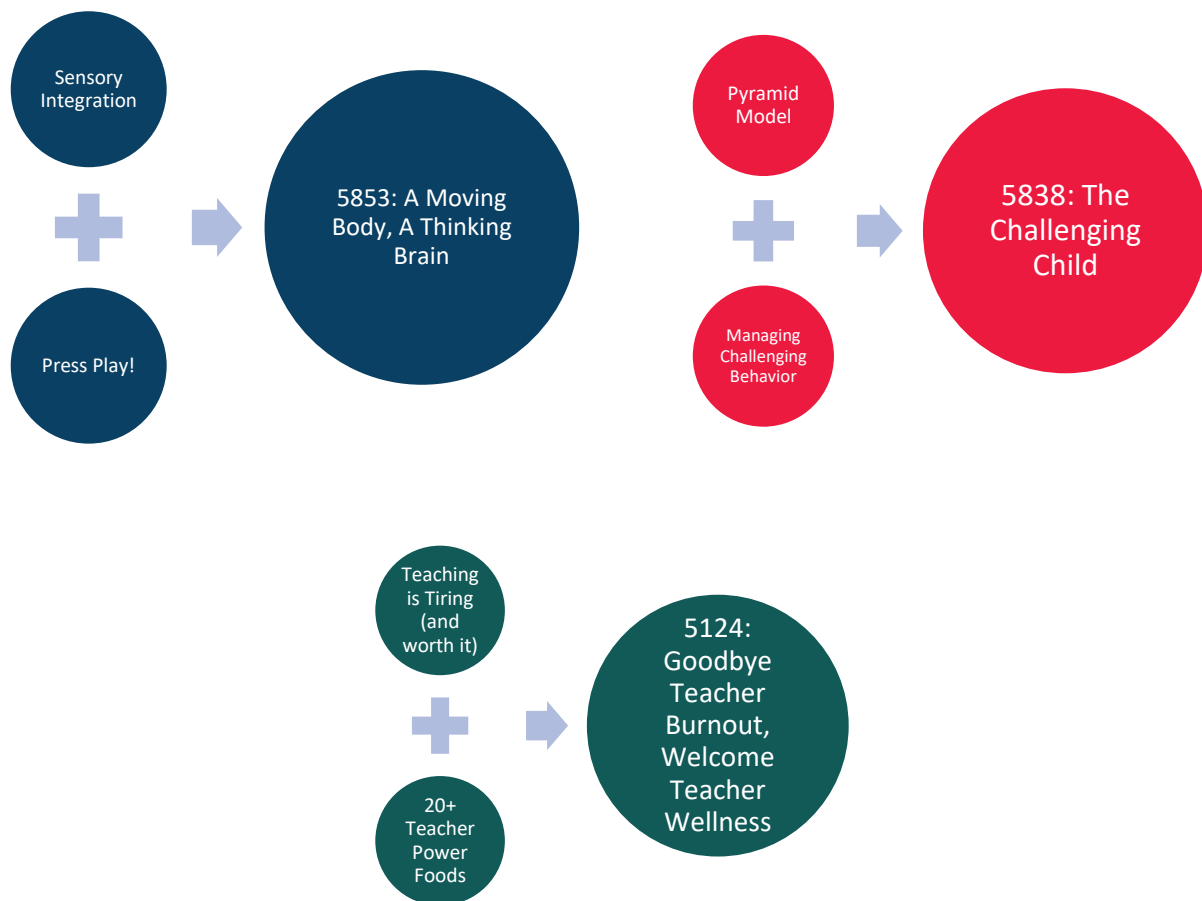 Sensory
Integration
Press Play!
5853: A Moving
Body, A Thinking
Brain
Pyramid
Model
Managing
Challenging
Behavior
5838: The
Challenging
Child
Teaching
is Tiring
(and
worth it)
20+
Teacher
Power
Foods
5124:
Goodbye
Teacher
Burnout,
Welcome
Teacher
Wellness